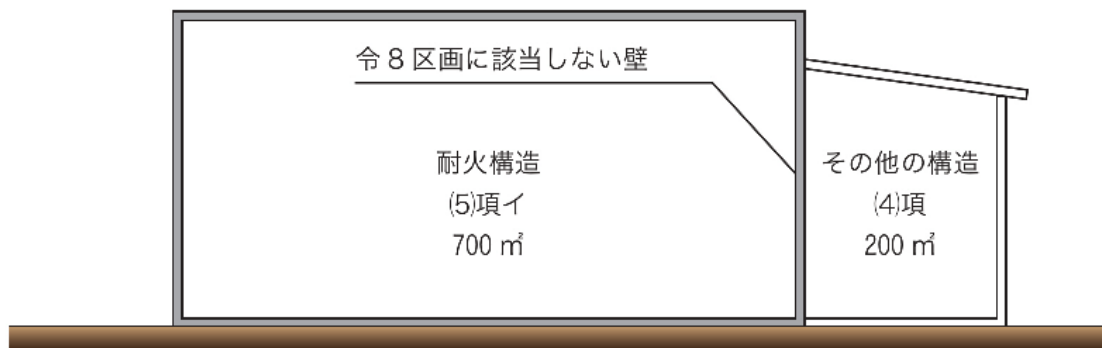 令8区画に該当しない壁
耐火構造
⑸項イ
700 ㎡
その他の構造
⑷項
200 ㎡